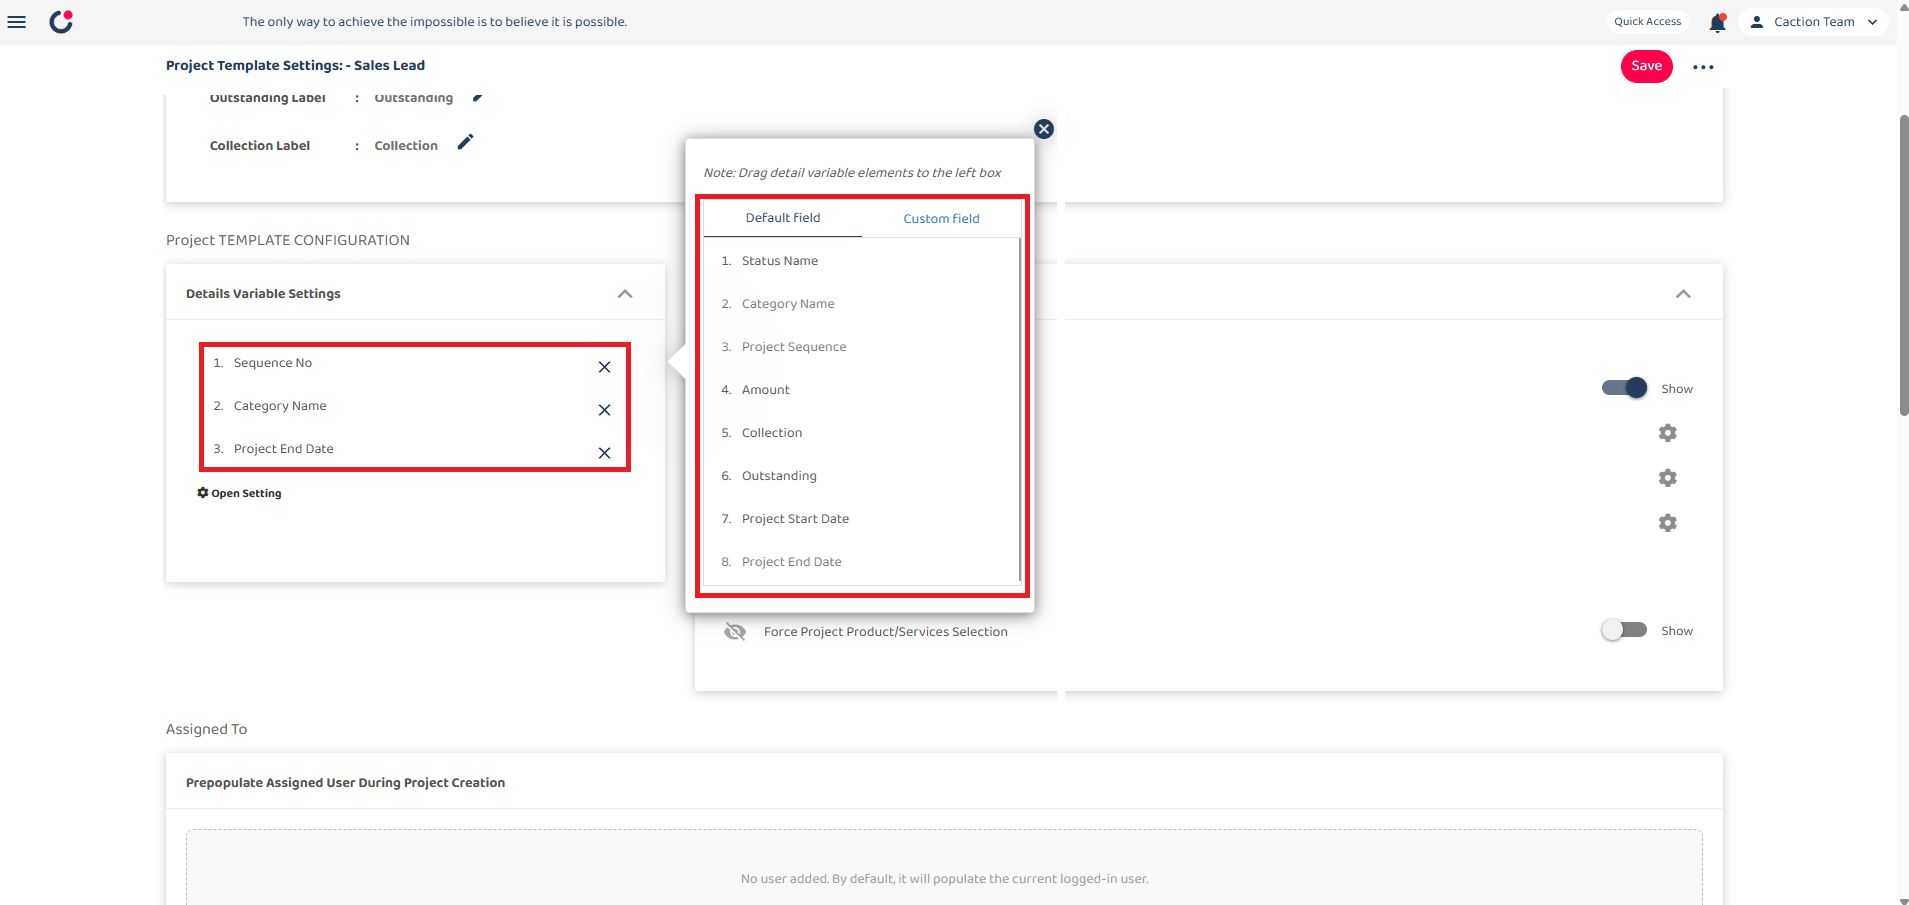 The only way to achieve the impossible is to believe it is possible.
Quick Access
Caction Team
Project Template Settings: - Sales Lead
Save
Outstanding Label : Outstanding
Collection Label : Collection
Note: Drag detail variable elements to the left box
Default field
Custom field
1. Status Name
2. Category Name
3. Project Sequence
4. Amount
5. Collection
6. Outstanding
7. Project Start Date
8. Project End Date
Project TEMPLATE CONFIGURATION
Details Variable Settings
1. Sequence No
2. Category Name
3. Project End Date
Open Setting
Show
Force Project Product/Services Selection
Show
Assigned To
Prepopulate Assigned User During Project Creation
No user added. By default, it will populate the current logged-in user.